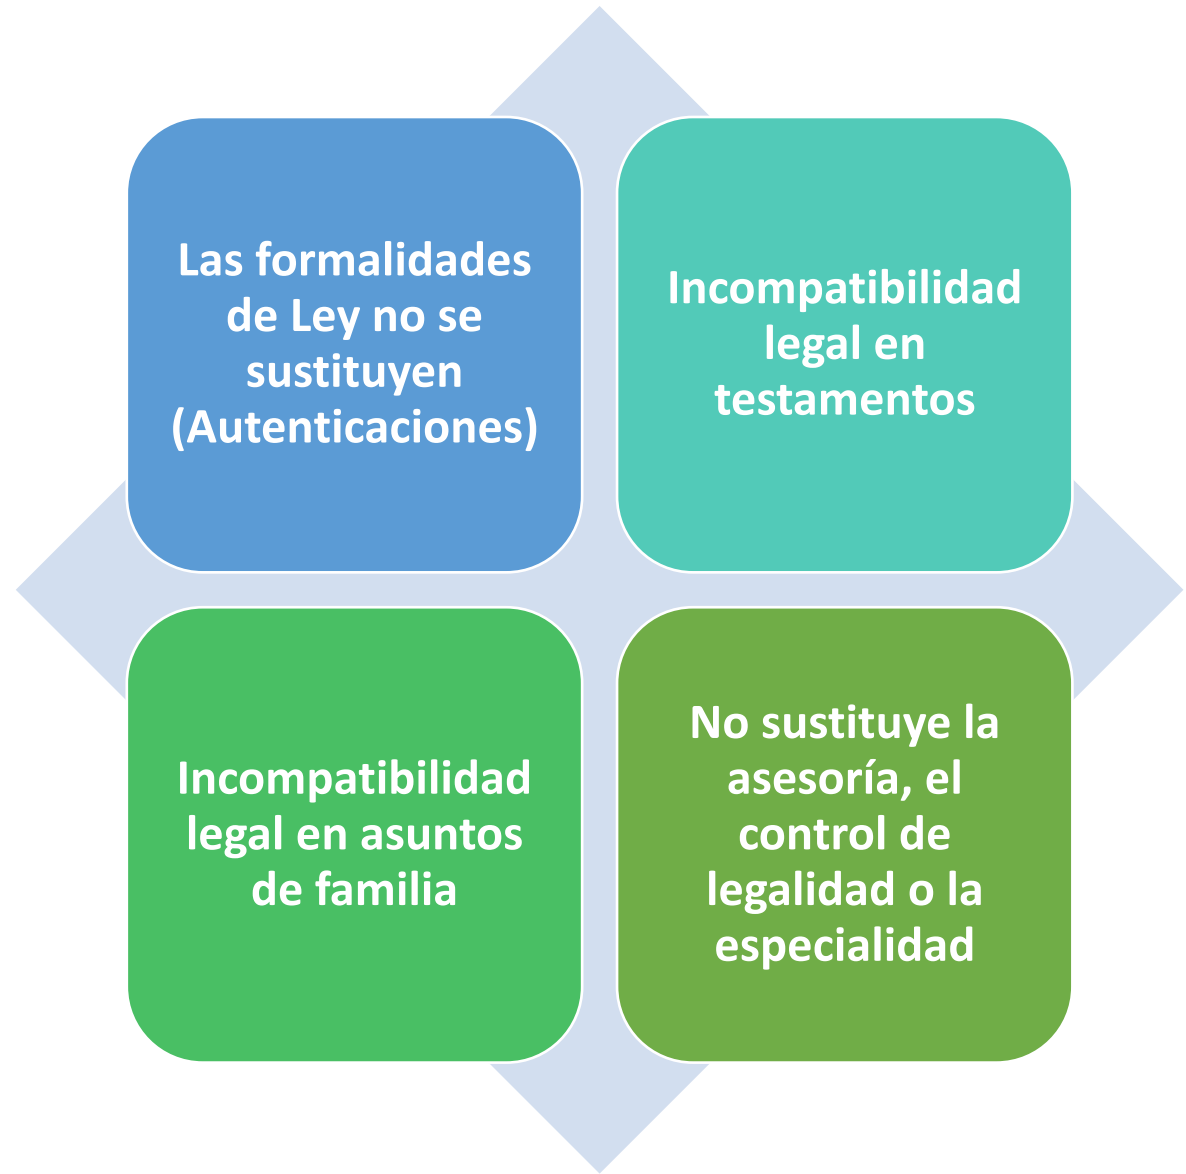 Las formalidades
de Ley no se
sustituyen
(Autenticaciones)
Incompatibilidad
legal en
testamentos
Incompatibilidad
legal en asuntos
de familia
No sustituye la
asesoría, el
control de
legalidad o la
especialidad